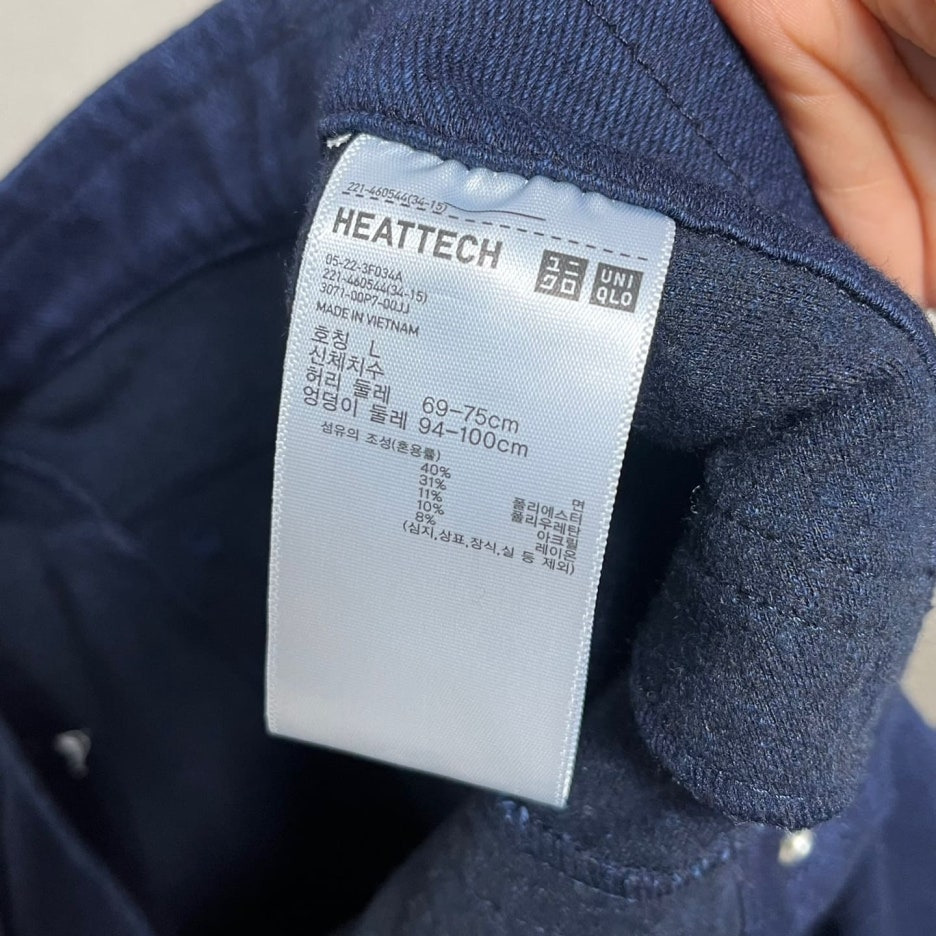 221-460544(34-15)
HEATTECH
ユニクロ
UNIQLO
05-22-3F034A
221-460544(34-15)
3071-00P7-00JJ
MADE IN VIETNAM
호칭 L
신체치수
허리 둘레 69-75cm
엉덩이 둘레 94-100cm
섬유의 조성(혼용률)
40% 면
31% 폴리에스터
11% 폴리우레탄
10% 아크릴
8% 레이온
(심지,상표,장식,실 등 제외)